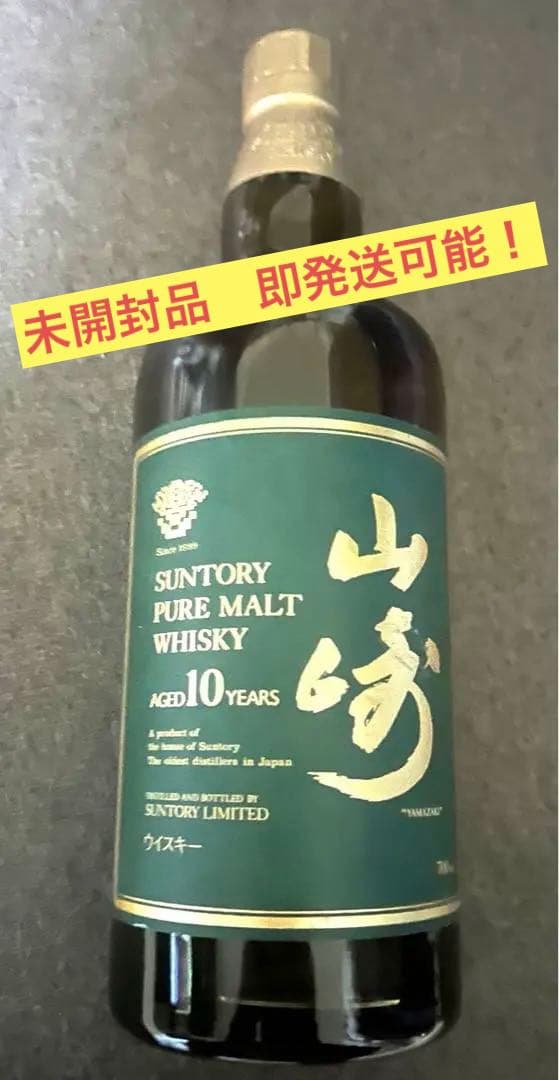 未開封品　即発送可能！
Since 1899
SUNTORY
PURE MALT
WHISKY
AGED 10 YEARS
A product of
the house of Suntory
The oldest distillers in Japan
DISTILLED AND BOTTLED BY
SUNTORY LIMITED
ウイスキー
山崎
"YAMAZAKI"